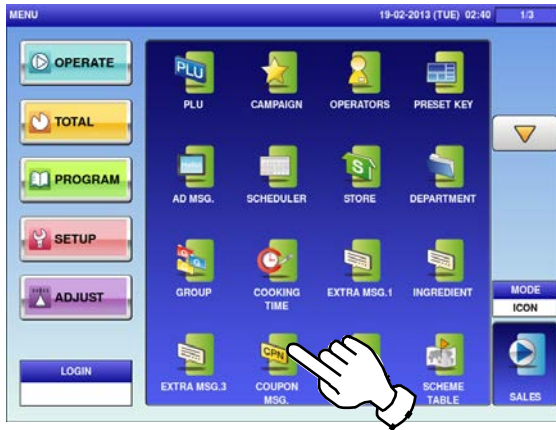 MENU 19-02-2013 (TUE) 02:40 1/3
OPERATE
TOTAL
PROGRAM
SETUP
ADJUST
LOGIN
PLU
PLU CAMPAIGN OPERATORS PRESET KEY
Hello
S
AD MSG. SCHEDULER STORE DEPARTMENT
GROUP COOKING TIME EXTRA MSG.1 INGREDIENT
CPN
EXTRA MSG.3 COUPON MSG. SCHEME TABLE
MODE
ICON
SALES